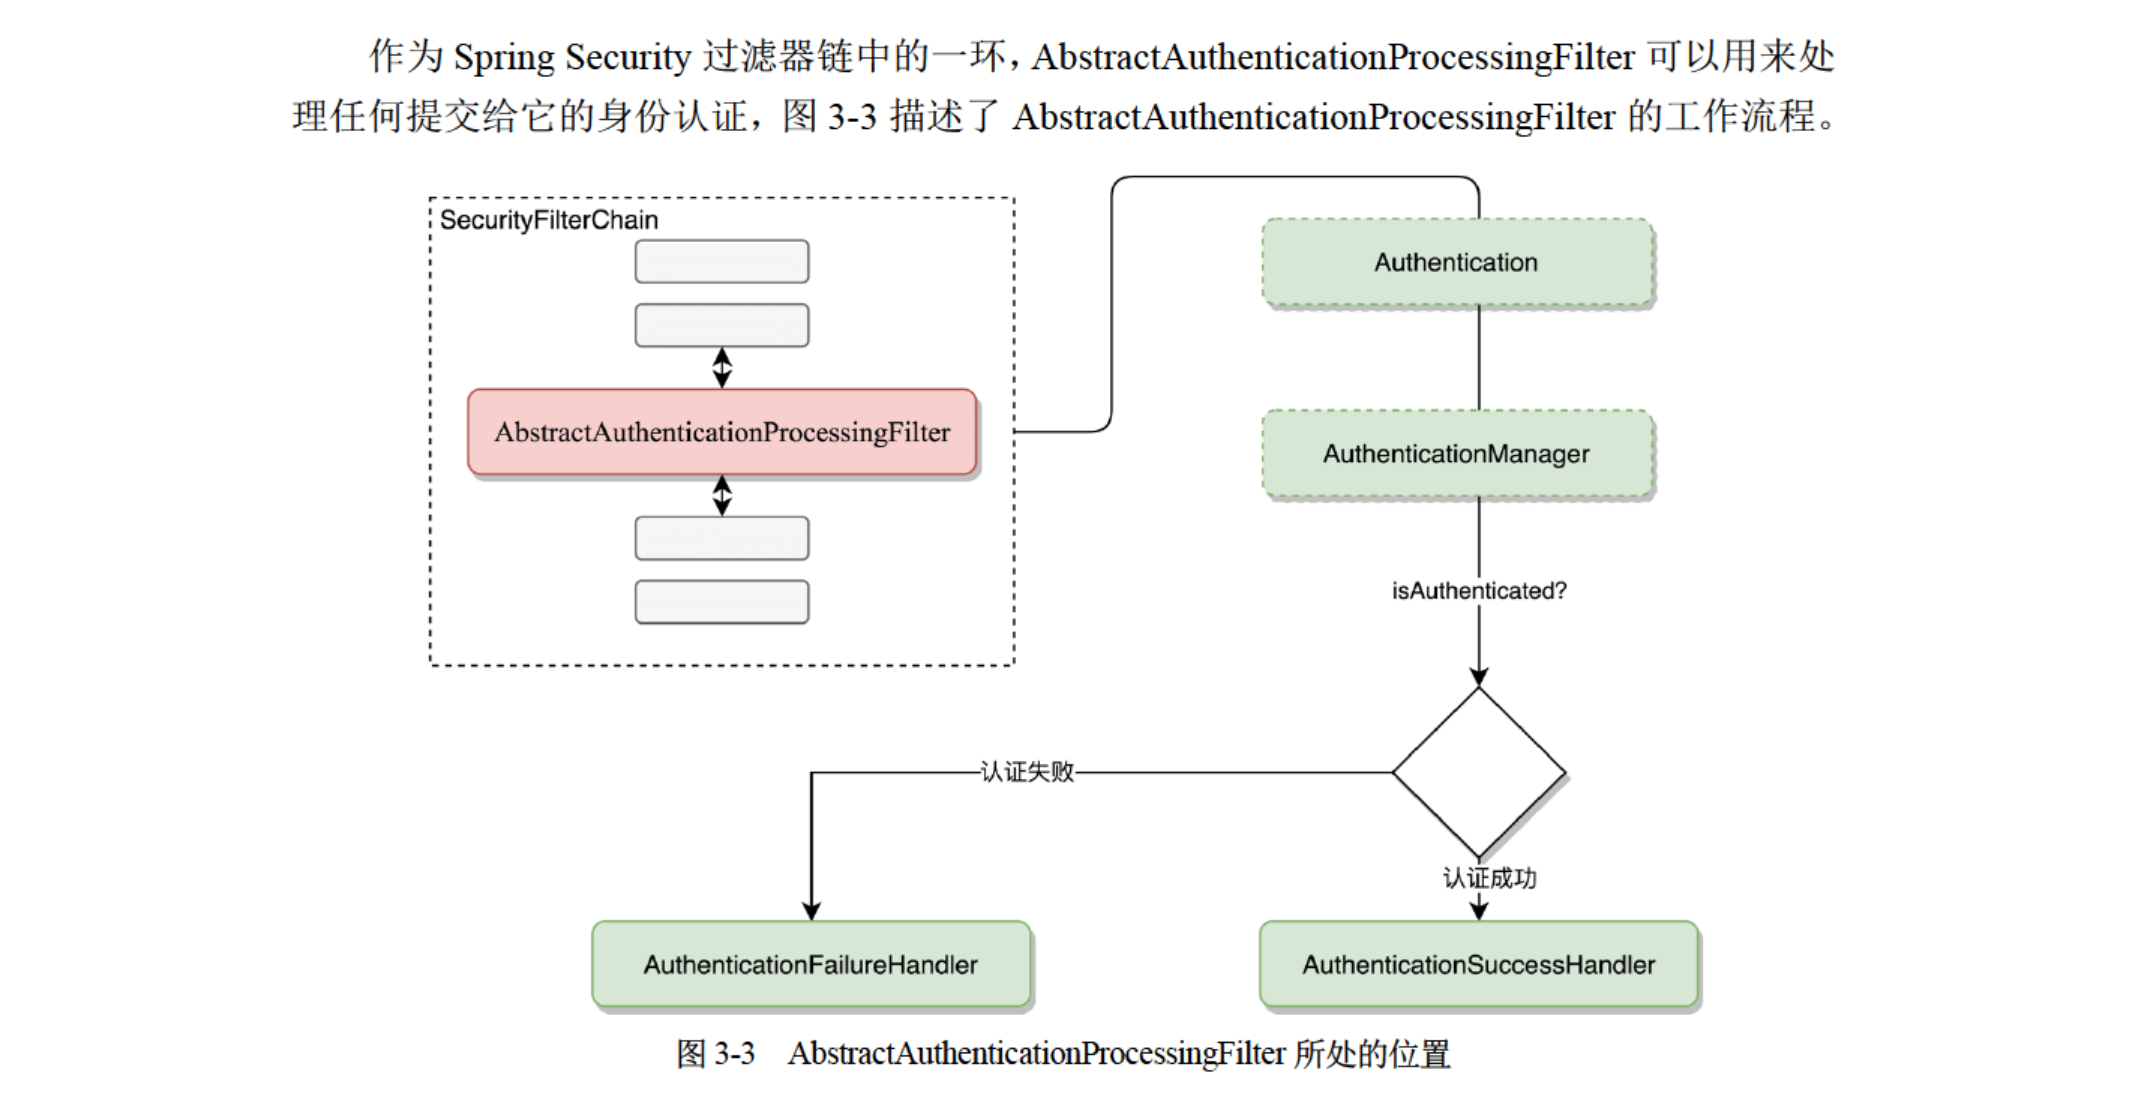 作为 Spring Security 过滤器链中的一环，AbstractAuthenticationProcessingFilter 可以用来处
理任何提交给它的身份认证，图 3-3 描述了 AbstractAuthenticationProcessingFilter 的工作流程。
SecurityFilterChain
AbstractAuthenticationProcessingFilter
Authentication
AuthenticationManager
isAuthenticated?
认证失败
认证成功
AuthenticationFailureHandler
AuthenticationSuccessHandler
图 3-3 AbstractAuthenticationProcessingFilter 所处的位置